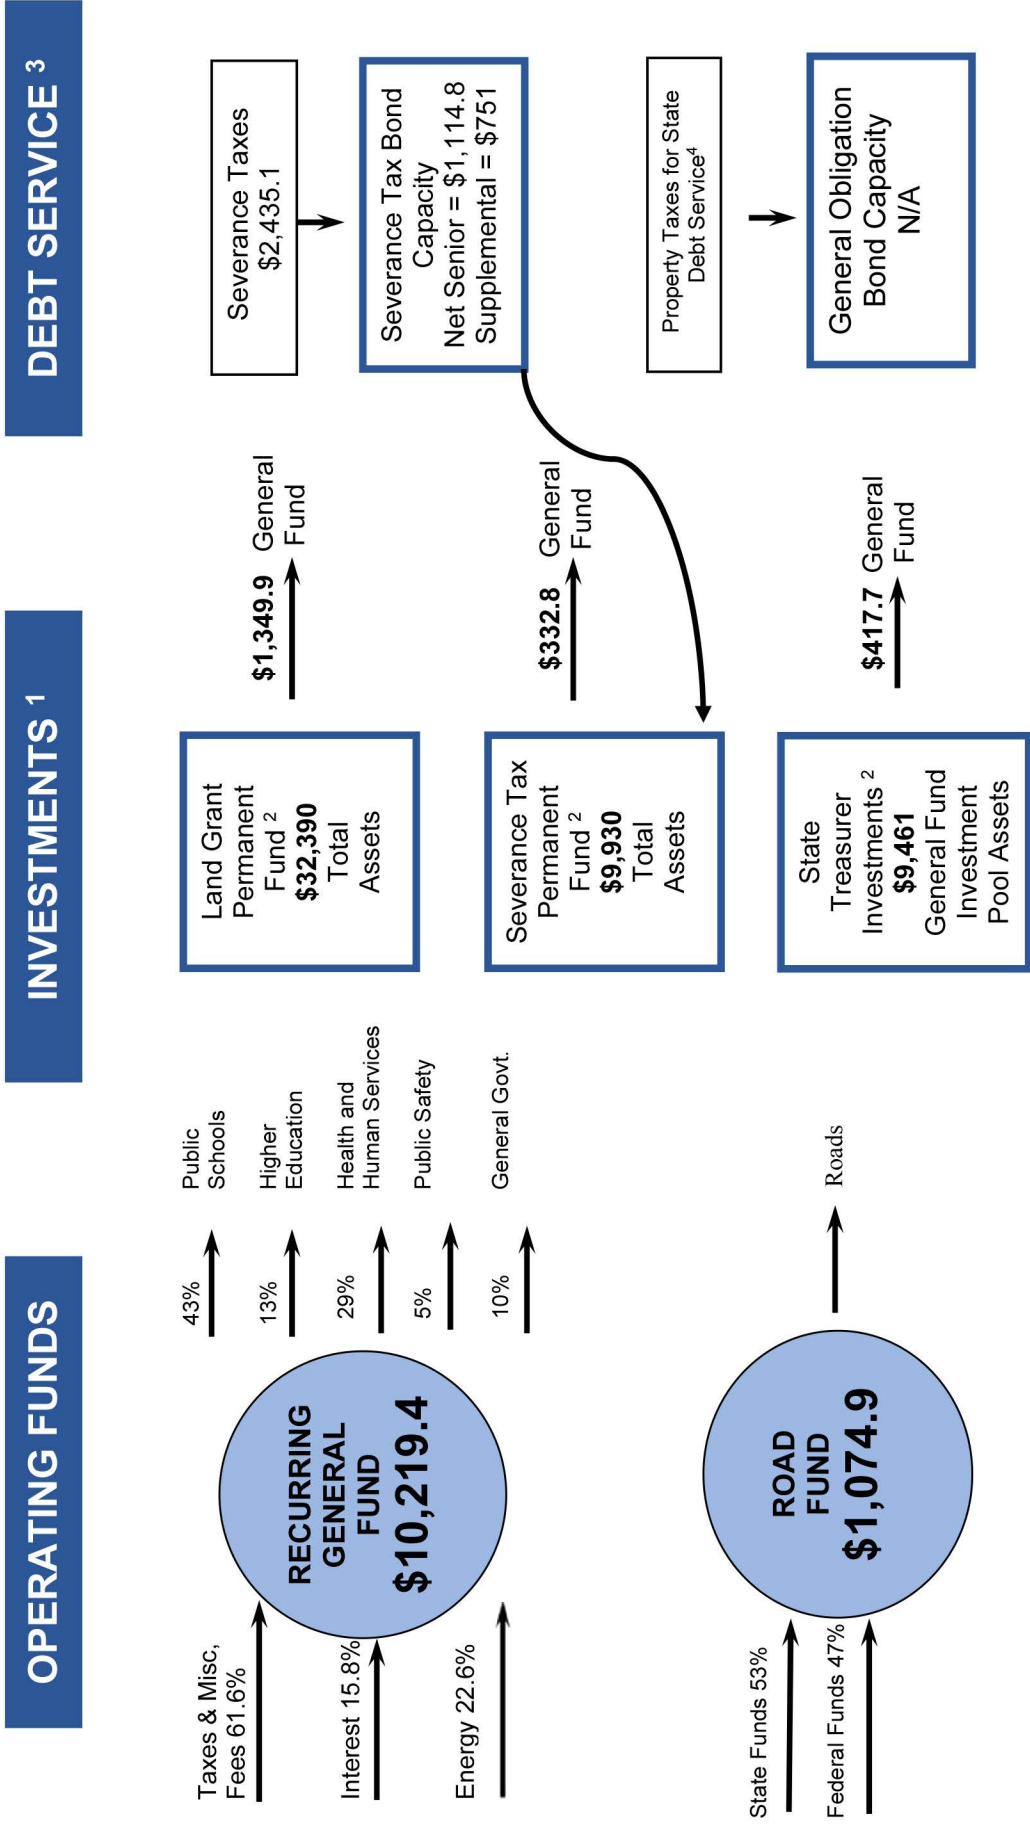 OPERATING FUNDS
INVESTMENTS 1
DEBT SERVICE 3
Taxes & Misc,
Fees 61.6%
Interest 15.8%
Energy 22.6%
RECURRING
GENERAL
FUND
$10,219.4
43%
Public
Schools
13%
Higher
Education
29%
Health and
Human Services
5%
Public Safety
10%
General Govt.
State Funds 53%
Federal Funds 47%
ROAD
FUND
$1,074.9
Roads
Land Grant
Permanent
Fund 2
$32,390
Total
Assets
$1,349.9
General
Fund
Severance Tax
Permanent
Fund 2
$9,930
Total
Assets
$332.8
General
Fund
State
Treasurer
Investments 2
$9,461
General Fund
Investment
Pool Assets
$417.7
General
Fund
Severance Taxes
$2,435.1
Severance Tax Bond
Capacity
Net Senior = $1,114.8
Supplemental = $751
Property Taxes for State
Debt Service4
General Obligation
Bond Capacity
N/A